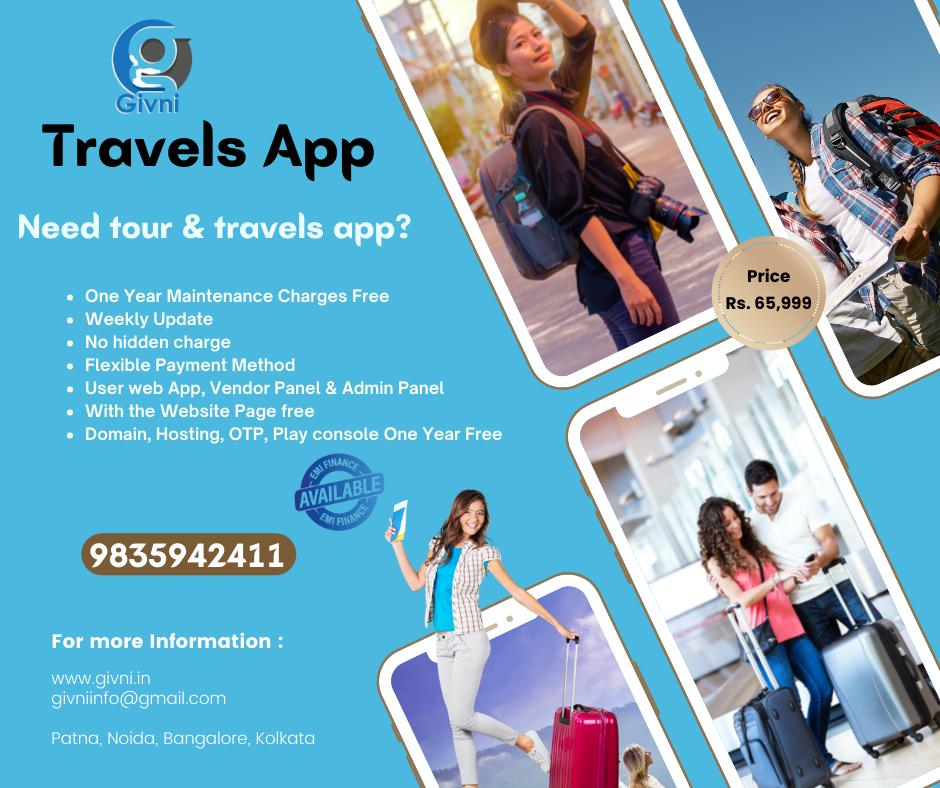 Givni
Travels App
Need tour & travels app?
One Year Maintenance Charges Free
Weekly Update
No hidden charge
Flexible Payment Method
User web App, Vendor Panel & Admin Panel
With the Website Page free
Domain, Hosting, OTP, Play console One Year Free
Price
Rs. 65,999
EMI FINANCE
AVAILABLE
EMI FINANCE
9835942411
For more Information :
www.givni.in
givniinfo@gmail.com
Patna, Noida, Bangalore, Kolkata